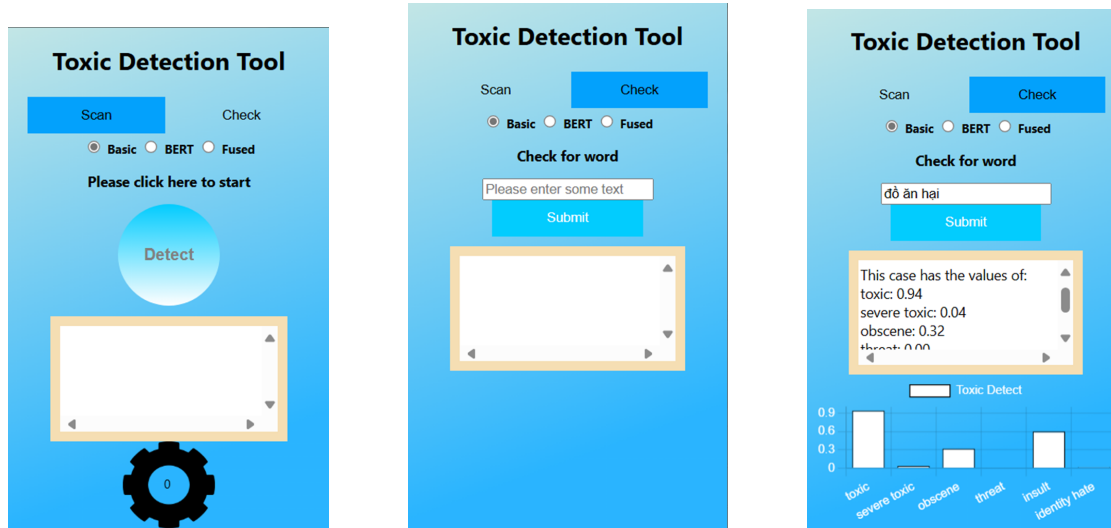 Toxic Detection Tool
Scan Check
Basic BERT Fused
Please click here to start
Detect
0
Toxic Detection Tool
Scan Check
Basic BERT Fused
Check for word
Please enter some text
Submit
Toxic Detection Tool
Scan Check
Basic BERT Fused
Check for word
đồ ăn hại
Submit
This case has the values of:
toxic: 0.94
severe toxic: 0.04
obscene: 0.32
threat: 0.00
Toxic Detect
0.9
0.6
0.3
0
toxic severe toxic obscene threat insult identity hate